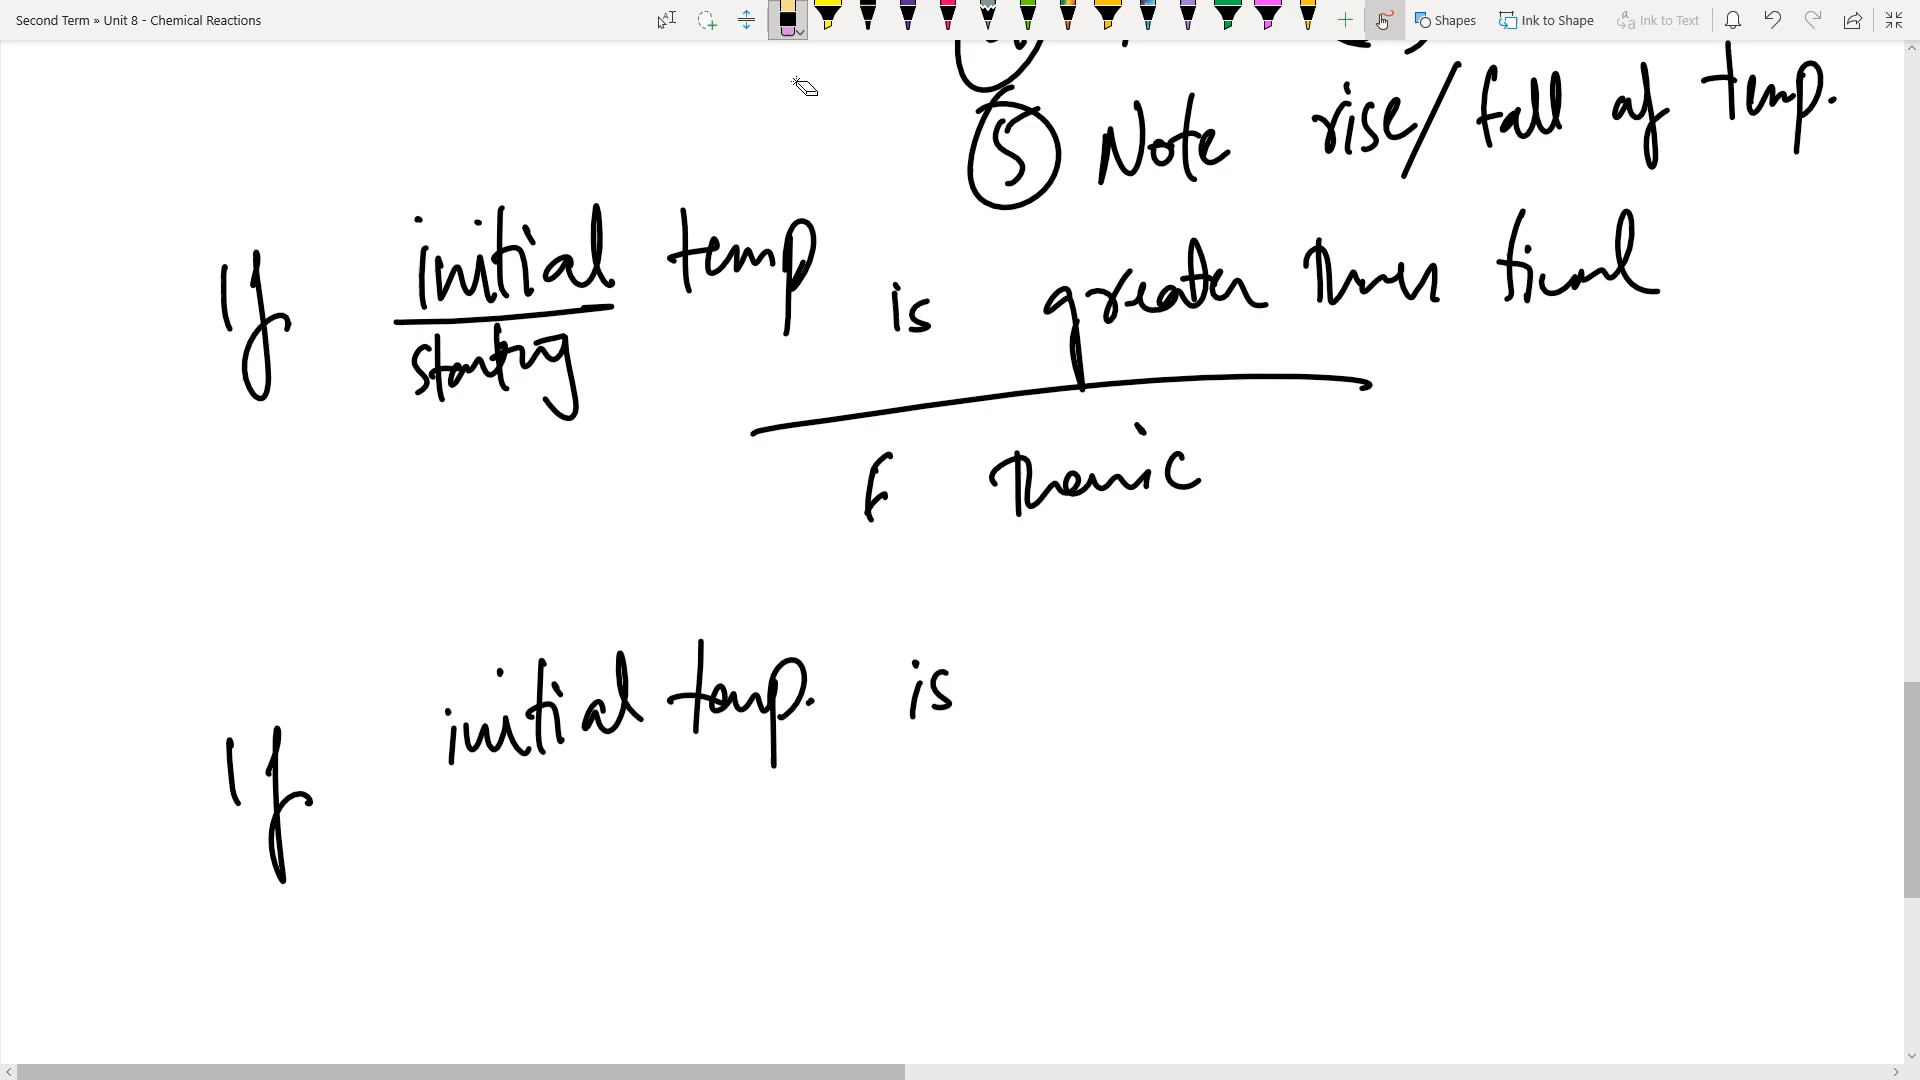 Second Term » Unit 8 - Chemical Reactions
Shapes Ink to Shape Ink to Text
⑤ Note rise/fall of temp.
If initial temp is greater than final
starting
E thermic
If initial temp. is